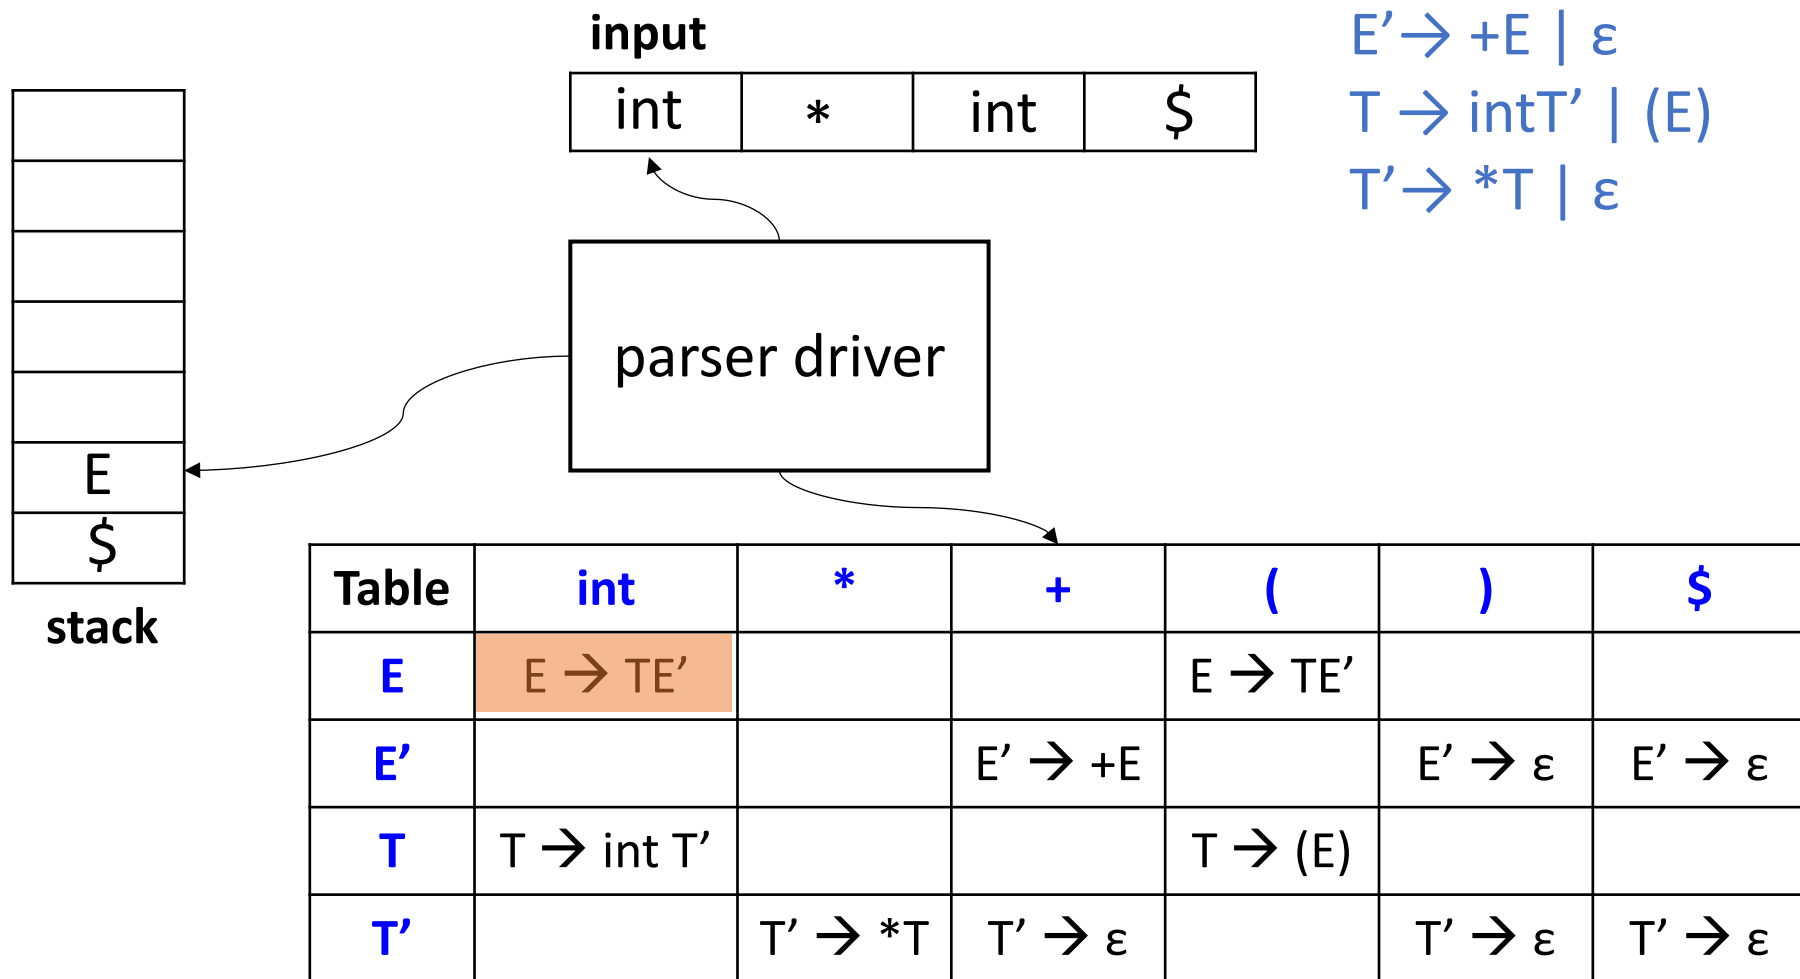 input
E’→ +E | ε
int * int $
T → intT’ | (E)
T’→ *T | ε
parser driver
E
$
stack
Table int * + ( ) $
E E → TE’ E → TE’
E’ E’ → +E E’ → ε E’ → ε
T T → int T’ T → (E)
T’ T’ → *T T’ → ε T’ → ε T’ → ε